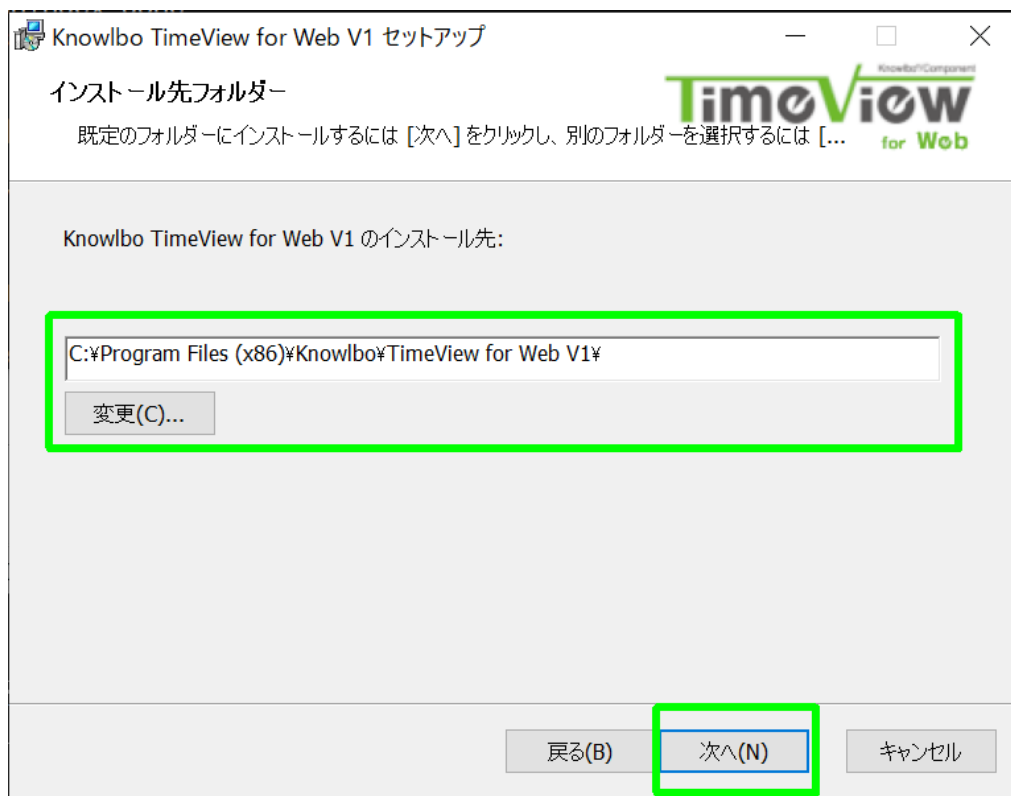 Knowlbo TimeView for Web V1 セットアップ
インストール先フォルダー
Knowlbo Component
TimeView
for Web
既定のフォルダーにインストールするには [次へ] をクリックし、別のフォルダーを選択するには [...
Knowlbo TimeView for Web V1 のインストール先:
C:¥Program Files (x86)¥Knowlbo¥TimeView for Web V1¥
変更(C)...
戻る(B)
次へ(N)
キャンセル